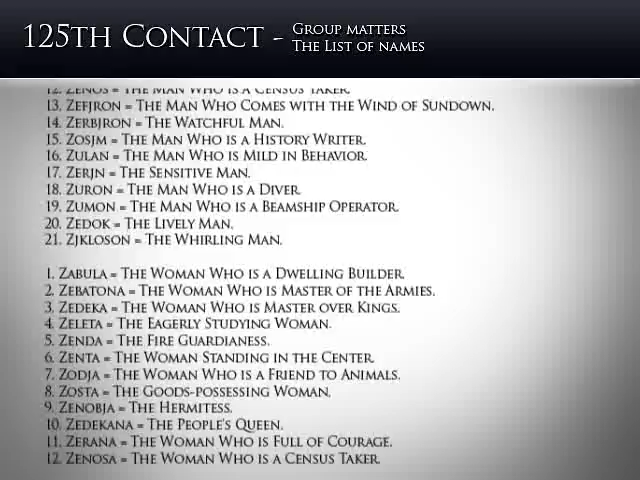 125th Contact - Group matters
The List of names
12. Zenos = The Man Who is a Census Taker.
13. Zefjron = The Man Who Comes with the Wind of Sundown.
14. Zerbjron = The Watchful Man.
15. Zosjm = The Man Who is a History Writer.
16. Zulan = The Man Who is Mild in Behavior.
17. Zerjn = The Sensitive Man.
18. Zuron = The Man Who is a Diver.
19. Zumon = The Man Who is a Beamship Operator.
20. Zedok = The Lively Man.
21. Zjkloson = The Whirling Man.
1. Zabula = The Woman Who is a Dwelling Builder.
2. Zebatona = The Woman Who is Master of the Armies.
3. Zedeka = The Woman Who is Master over Kings.
4. Zeleta = The Eagerly Studying Woman.
5. Zenda = The Fire Guardianess.
6. Zenta = The Woman Standing in the Center.
7. Zodja = The Woman Who is a Friend to Animals.
8. Zosta = The Goods-possessing Woman.
9. Zenobja = The Hermitess.
10. Zedekana = The People's Queen.
11. Zerana = The Woman Who is Full of Courage.
12. Zenosa = The Woman Who is a Census Taker.